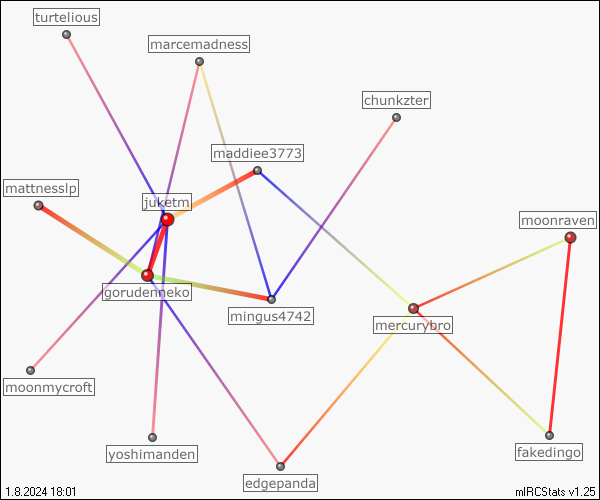 turtelious
marcemadness
chunkzter
maddiee3773
mattnesslp
juketm
moonraven
gorudenneko
mingus4742
mercurybro
moonmycroft
yoshimanden
fakedingo
edgepanda
1.8.2024 18:01
mIRCStats v1.25